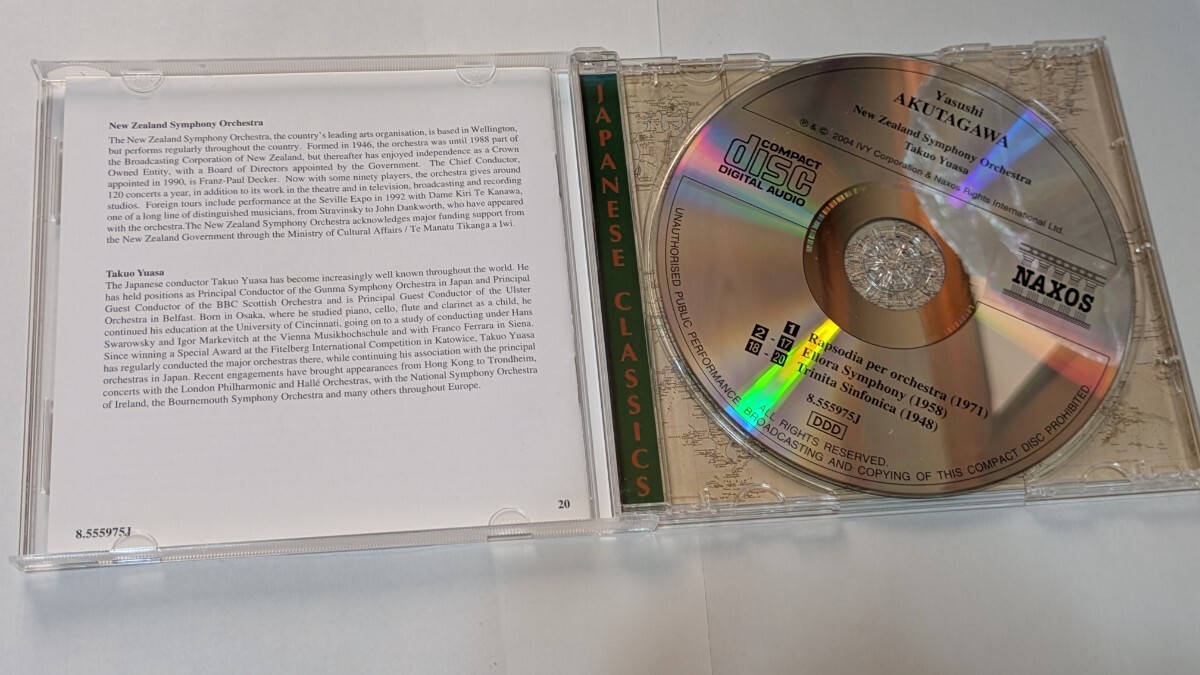 New Zealand Symphony Orchestra
The New Zealand Symphony Orchestra, the country's leading arts organisation, is based in Wellington,
but performs regularly throughout the country. Formed in 1946, the orchestra was until 1988 part of
the Broadcasting Corporation of New Zealand, but thereafter has enjoyed independence as a Crown
Owned Entity, with a Board of Directors appointed by the Government. The Chief Conductor,
appointed in 1990, is Franz-Paul Decker. Now with some ninety players, the orchestra gives around
120 concerts a year, in addition to its work in the theatre and in television, broadcasting and recording
studios. Foreign tours include performance at the Seville Expo in 1992 with Dame Kiri Te Kanawa,
one of a long line of distinguished musicians, from Stravinsky to John Dankworth, who have appeared
with the orchestra.The New Zealand Symphony Orchestra acknowledges major funding support from
the New Zealand Government through the Ministry of Cultural Affairs / Te Manatu Tikanga a Iwi.
Takuo Yuasa
The Japanese conductor Takuo Yuasa has become increasingly well known throughout the world. He
has held positions as Principal Conductor of the Gunma Symphony Orchestra in Japan and Principal
Guest Conductor of the BBC Scottish Orchestra and is Principal Guest Conductor of the Ulster
Orchestra in Belfast. Born in Osaka, where he studied piano, cello, flute and clarinet as a child, he
continued his education at the University of Cincinnati, going on to a study of conducting under Hans
Swarowsky and Igor Markevitch at the Vienna Musikhochschule and with Franco Ferrara in Siena.
Since winning a Special Award at the Fitelberg International Competition in Katowice, Takuo Yuasa
has regularly conducted the major orchestras there, while continuing his association with the principal
orchestras in Japan. Recent engagements have brought appearances from Hong Kong to Trondheim,
concerts with the London Philharmonic and Hallé Orchestras, with the National Symphony Orchestra
of Ireland, the Bournemouth Symphony Orchestra and many others throughout Europe.
8.555975J
20
JAPANESE CLASSICS
Yasushi
AKUTAGAWA
New Zealand Symphony Orchestra
Takuo Yuasa
℗ & © 2004 IVY Corporation & Naxos Rights International Ltd.
COMPACT
disc
DIGITAL AUDIO
NAXOS
1 Rapsodia per orchestra (1971)
2 - 17 Ellora Symphony (1958)
18 - 20 Trinita Sinfonica (1948)
8.555975J
DDD
ALL RIGHTS RESERVED.
UNAUTHORISED PUBLIC PERFORMANCE, BROADCASTING AND COPYING OF THIS COMPACT DISC PROHIBITED